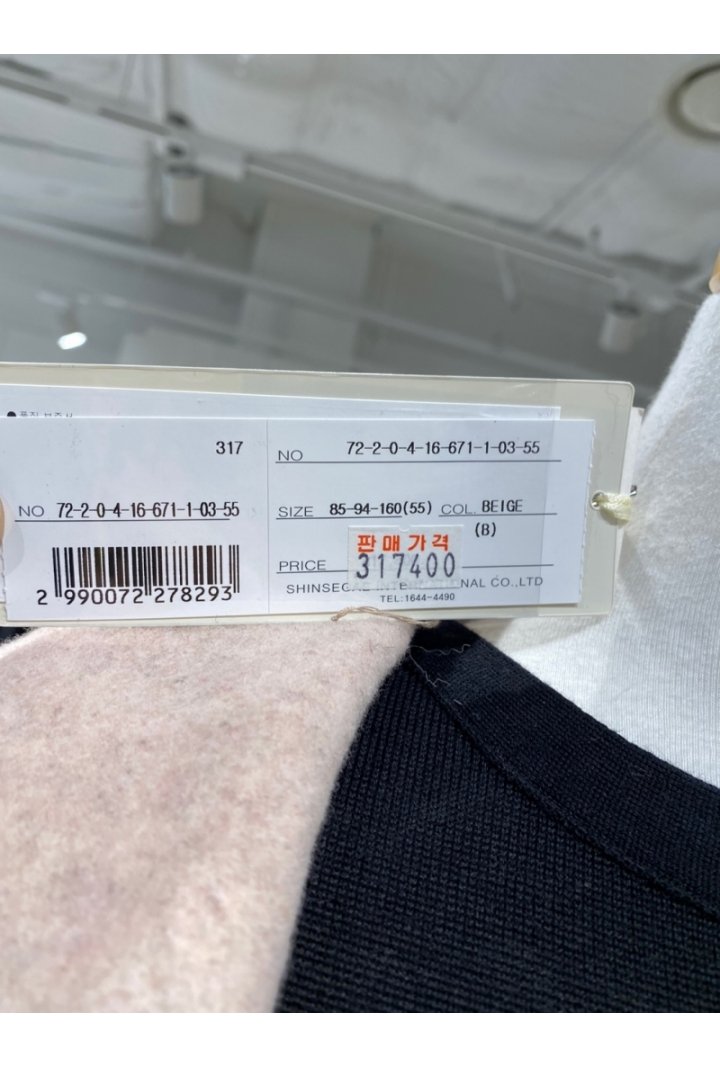 317
NO 72-2-0-4-16-671-1-03-55
2 990072 278293
NO 72-2-0-4-16-671-1-03-55
SIZE 85-94-160(55) COL. BEIGE
(B)
판매가격
PRICE 317400
CO.,LTD
TEL:1644-4490